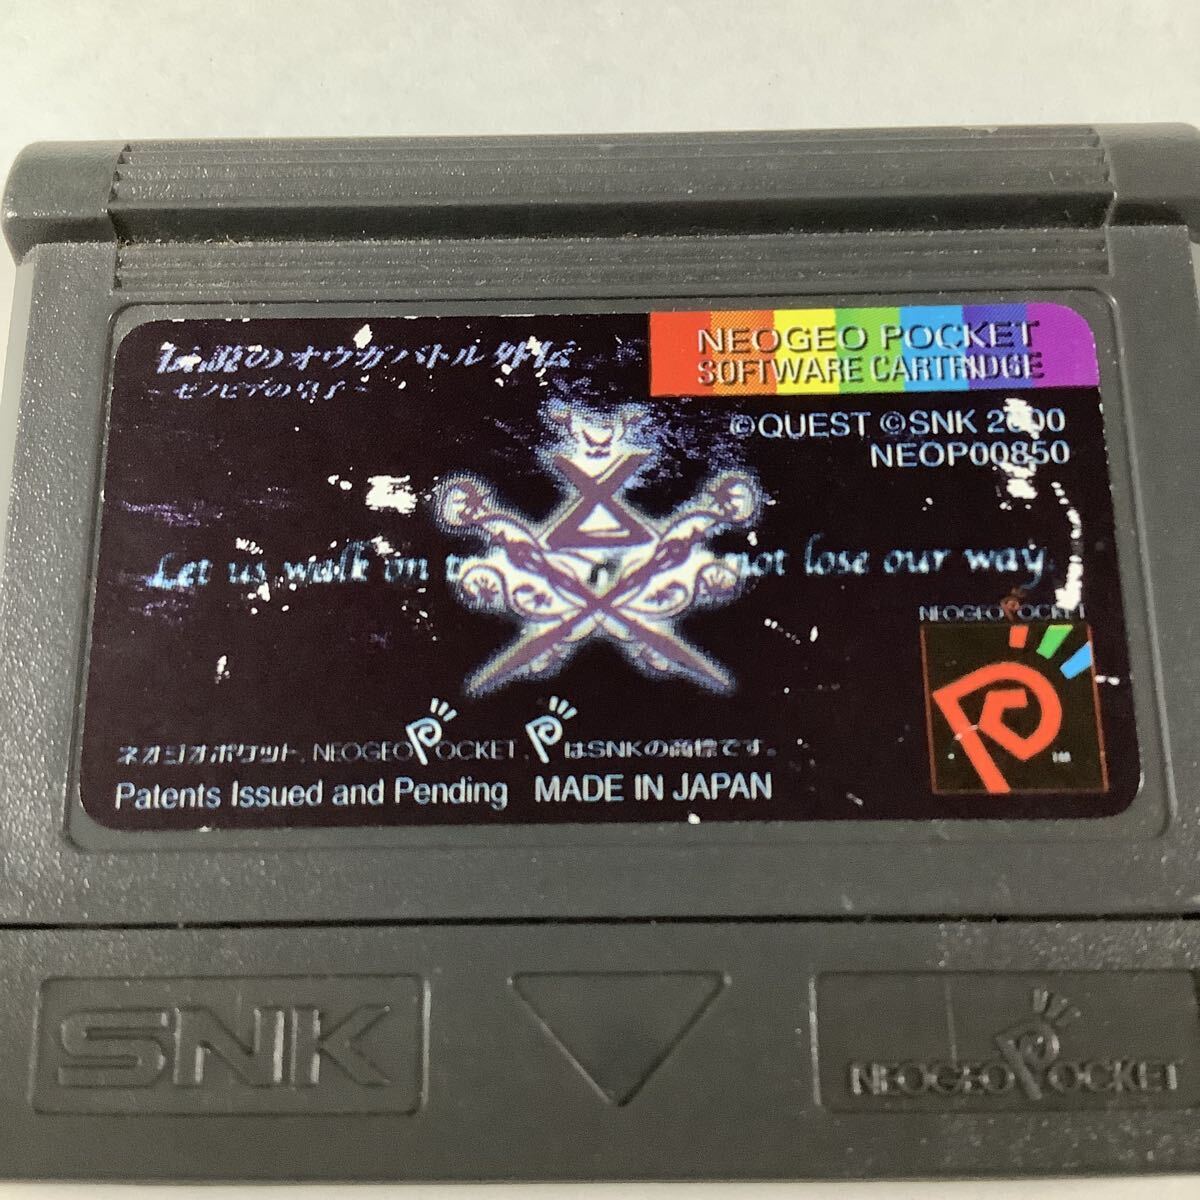 伝説のオウガバトル外伝
-ゼノビアの皇子-
NEOGEO POCKET
SOFTWARE CARTRIDGE
©QUEST ©SNK 2000
NEOP00850
Let us walk on not lose our way.
NEOGEO POCKET
ネオジオポケット, NEOGEO POCKET, PはSNKの商標です。
TM
Patents Issued and Pending MADE IN JAPAN
SNK
NEOGEO POCKET